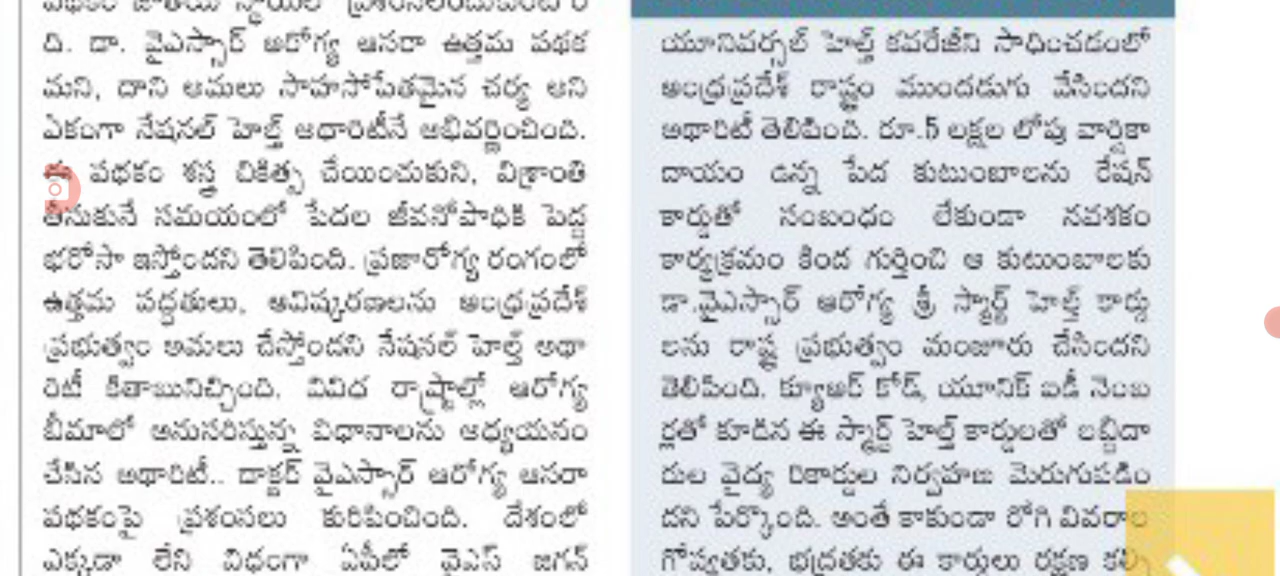 పథకం జాతీయ స్థాయిలో ప్రశంసలందుకుంటోం
ది. డా. వైఎస్సార్ ఆరోగ్య ఆసరా ఉత్తమ పథక
మని, దాని అమలు సాహసోపేతమైన చర్య అని
ఏకంగా నేషనల్ హెల్త్ అథారిటీనే అభివర్ణించింది.
ఈ పథకం శస్త్ర చికిత్స చేయించుకుని, విశ్రాంతి
తీసుకునే సమయంలో పేదల జీవనోపాధికి పెద్ద
భరోసా ఇస్తోందని తెలిపింది. ప్రజారోగ్య రంగంలో
ఉత్తమ పద్ధతులు, ఆవిష్కరణలను ఆంధ్రప్రదేశ్
ప్రభుత్వం అమలు చేస్తోందని నేషనల్ హెల్త్ అథా
రిటీ కితాబునిచ్చింది. వివిధ రాష్ట్రాల్లో ఆరోగ్య
బీమాలో అనుసరిస్తున్న విధానాలను అధ్యయనం
చేసిన అథారిటీ.. డాక్టర్ వైఎస్సార్ ఆరోగ్య ఆసరా
పథకంపై ప్రశంసలు కురిపించింది. దేశంలో
ఎక్కడా లేని విధంగా ఏపీలో వైఎస్ జగన్
యూనివర్సల్ హెల్త్ కవరేజీని సాధించడంలో
ఆంధ్రప్రదేశ్ రాష్ట్రం ముందడుగు వేసిందని
అథారిటీ తెలిపింది. రూ.5 లక్షల లోపు వార్షికా
దాయం ఉన్న పేద కుటుంబాలను రేషన్
కార్డుతో సంబంధం లేకుండా నవశకం
కార్యక్రమం కింద గుర్తించి ఆ కుటుంబాలకు
డా.వైఎస్సార్ ఆరోగ్య శ్రీ స్మార్ట్ హెల్త్ కార్డు
లను రాష్ట్ర ప్రభుత్వం మంజూరు చేసిందని
తెలిపింది. క్యూఆర్ కోడ్, యూనిక్ ఐడీ నెంబ
ర్లతో కూడిన ఈ స్మార్ట్ హెల్త్ కార్డులతో లబ్ధిదా
రుల వైద్య రికార్డుల నిర్వహణ మెరుగుపడిం
దని పేర్కొంది. అంతే కాకుండా రోగి వివరాల
గోప్యతకు, భద్రతకు ఈ కార్డులు రక్షణ కల్పి